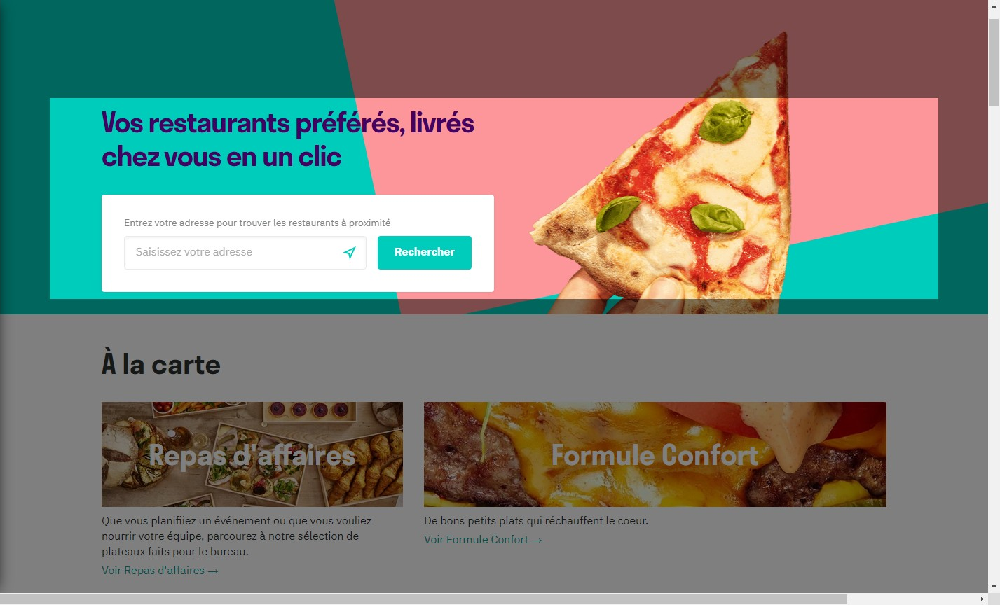 Vos restaurants préférés, livrés
chez vous en un clic
Entrez votre adresse pour trouver les restaurants à proximité
Saisissez votre adresse
Rechercher
À la carte
Repas d'affaires
Formule Confort
Que vous planifiiez un événement ou que vous vouliez
nourrir votre équipe, parcourez à notre sélection de
plateaux faits pour le bureau.
Voir Repas d'affaires →
De bons petits plats qui réchauffent le coeur.
Voir Formule Confort →